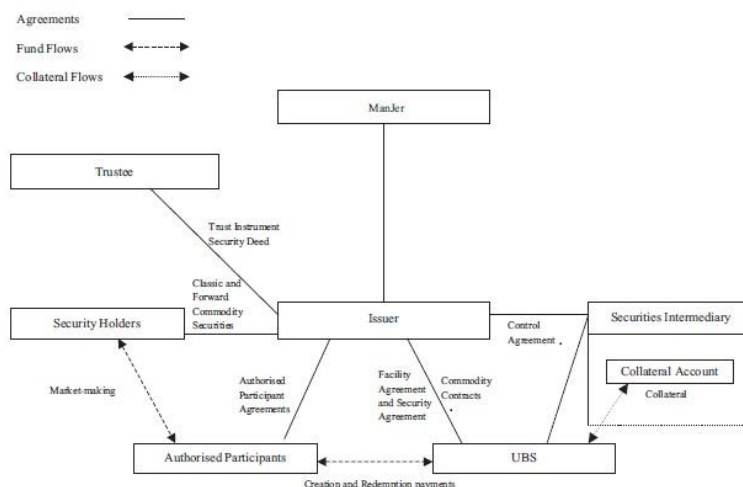 Agreements
Fund Flows
Collateral Flows
ManJer
Trustee
Trust Instrument
Security Deed
Classic and
Forward
Commodity
Securities
Security Holders
Issuer
Securities Intermediary
Control
Agreement
Collateral Account
Collateral
Market-making
Authorised
Participant
Agreements
Facility
Agreement
and Security
Agreement
Commodity
Contracts
Authorised Participants
UBS
Creation and Redemption payments